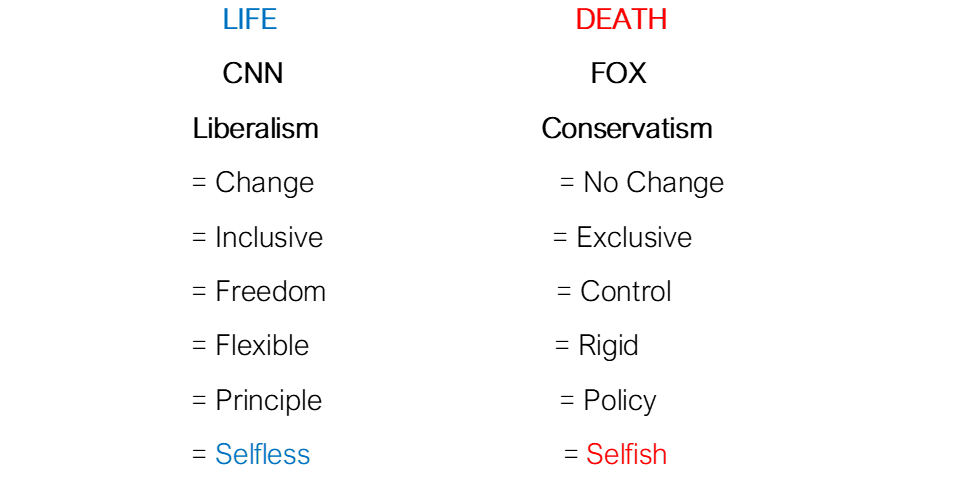 LIFE DEATH
CNN FOX
Liberalism Conservatism
= Change = No Change
= Inclusive = Exclusive
= Freedom = Control
= Flexible = Rigid
= Principle = Policy
= Selfless = Selfish